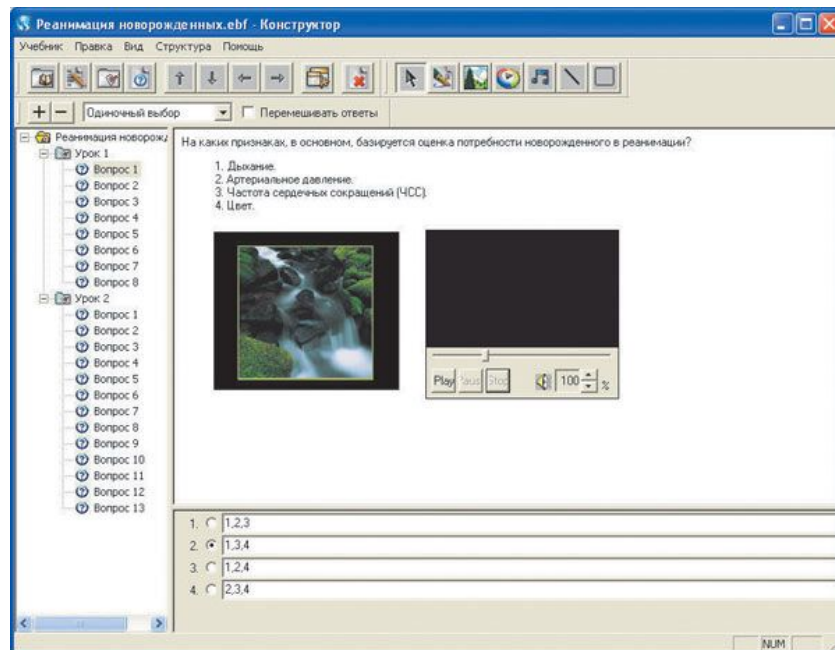 Реанимация новорожденных.ebf - Конструктор
Учебник Правка Вид Структура Помощь
Одиночный выбор
Перемешивать ответы
Реанимация новорожд
Урок 1
Вопрос 1
Вопрос 2
Вопрос 3
Вопрос 4
Вопрос 5
Вопрос 6
Вопрос 7
Вопрос 8
Урок 2
Вопрос 1
Вопрос 2
Вопрос 3
Вопрос 4
Вопрос 5
Вопрос 6
Вопрос 7
Вопрос 8
Вопрос 9
Вопрос 10
Вопрос 11
Вопрос 12
Вопрос 13
На каких признаках, в основном, базируется оценка потребности новорожденного в реанимации?
1. Дыхание.
2. Артериальное давление.
3. Частота сердечных сокращений (ЧСС).
4. Цвет.
Play Paus Stop 100 %
1. 1,2,3
2. 1,3,4
3. 1,2,4
4. 2,3,4
NUM